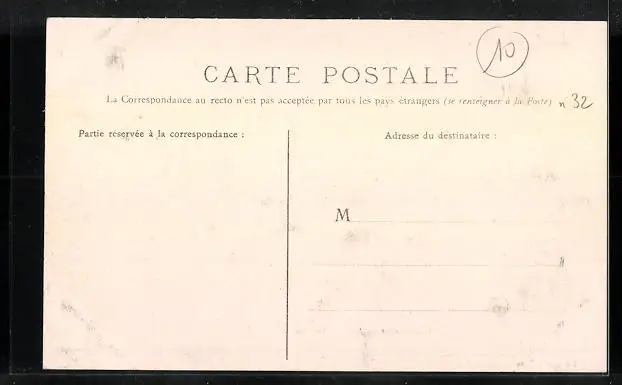 10
CARTE POSTALE
La Correspondance au recto n'est pas acceptée par tous les pays étrangers (se renseigner à la Poste) n 32
Partie réservée à la correspondance :
Adresse du destinataire :
M